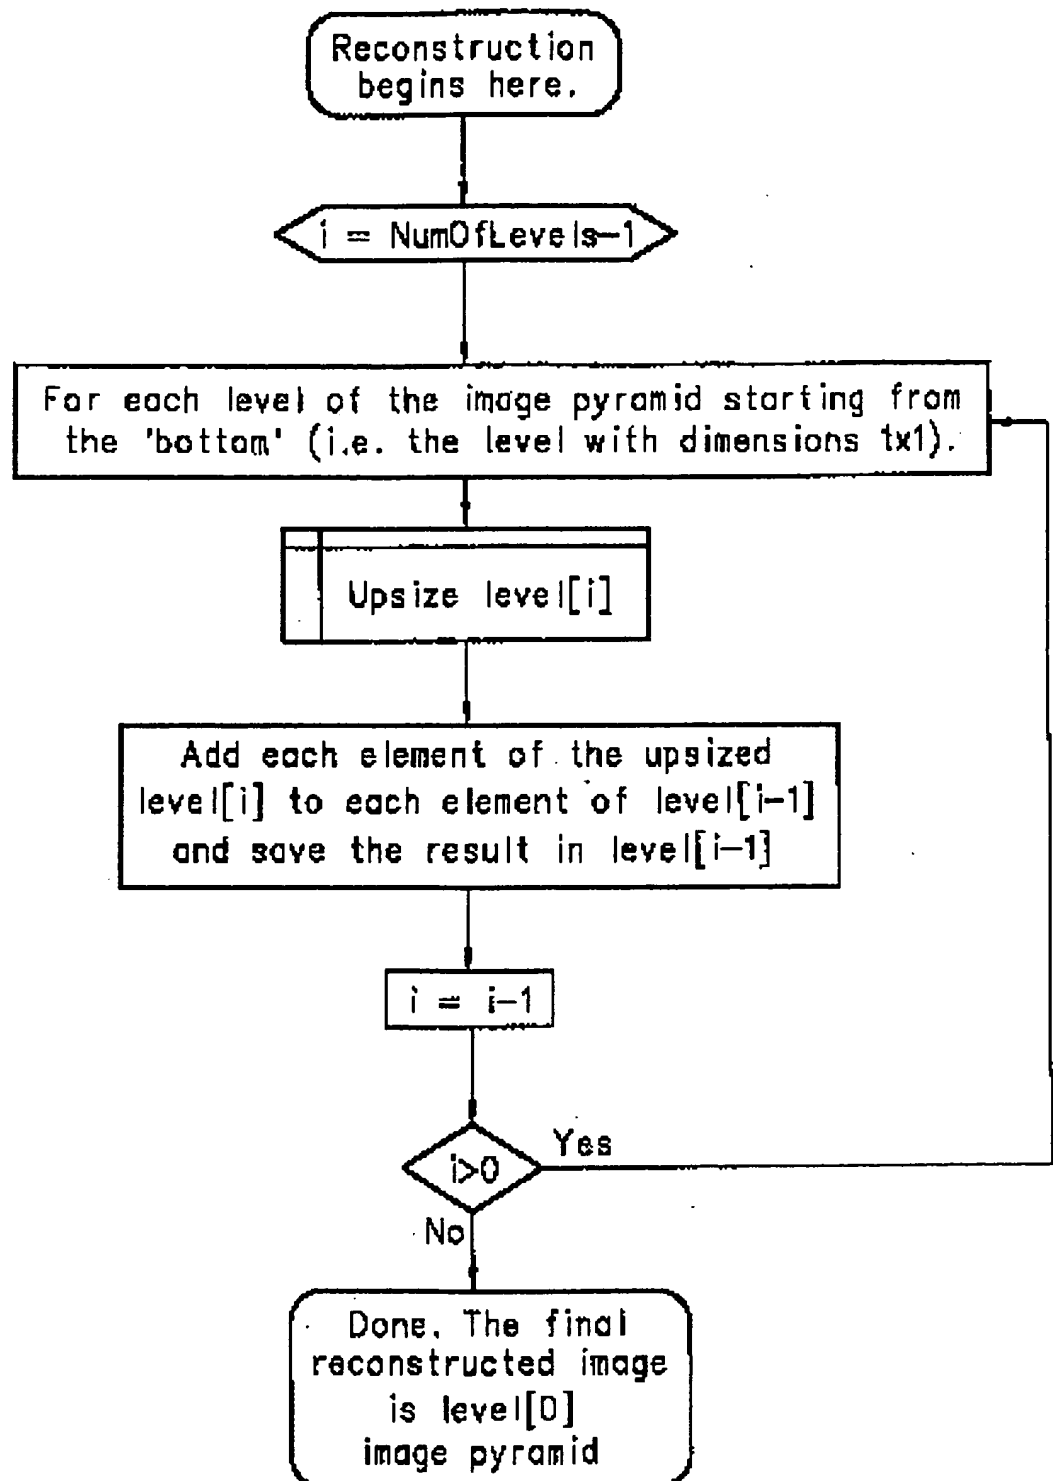 Reconstruction
begins here.
i = NumOfLevels-1
For each level of the image pyramid starting from
the 'bottom' (i.e. the level with dimensions 1x1).
Upsize level[i]
Add each element of the upsized
level[i] to each element of level[i-1]
and save the result in level[i-1]
i = i-1
i>0
Yes
No
Done. The final
reconstructed image
is level[0]
image pyramid